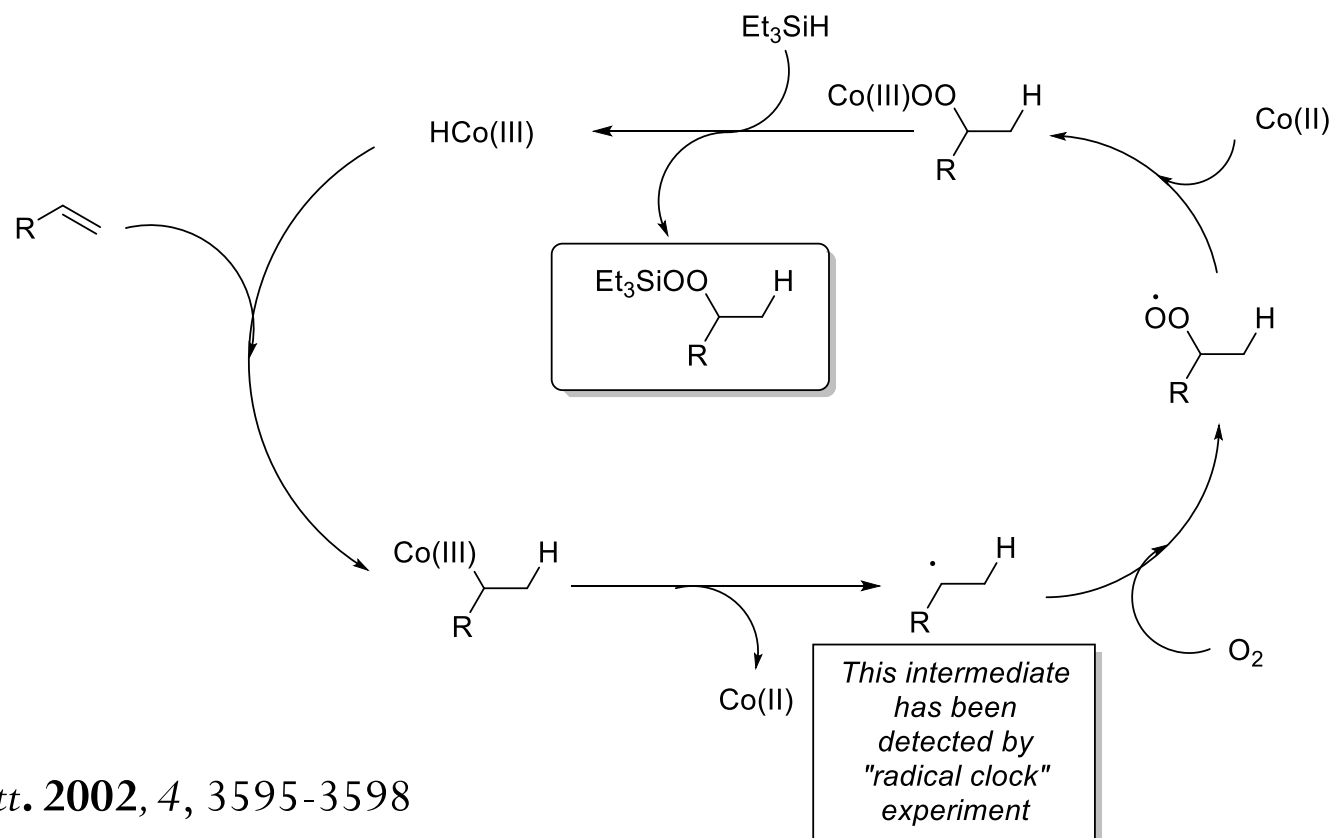 Et₃SiH
Co(III)OO
H
R
Co(II)
HCo(III)
R
Et₃SiOO
H
R
ȮO
H
R
Co(III)
H
R
Co(II)
H
R
O₂
This intermediate
has been
detected by
"radical clock"
experiment
tt. 2002, 4, 3595-3598